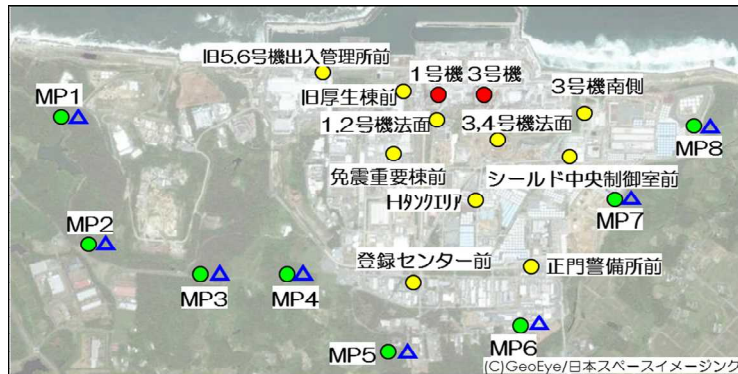 旧5.6号機出入管理所前
1号機
3号機
MP1
旧厚生棟前
3号機南側
1.2号機法面
3,4号機法面
MP8
免震重要棟前
シールド中央制御室前
Hタンクエリア
MP7
MP2
登録センター前
正門警備所前
MP3
MP4
MP5
MP6
(C)GeoEye/日本スペースイメージング